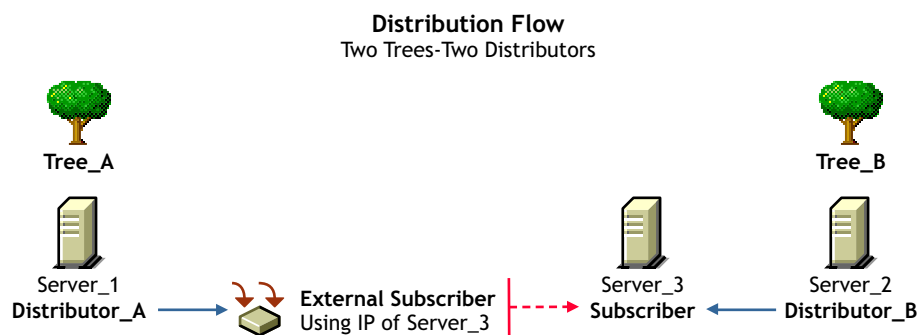 Distribution Flow
Two Trees-Two Distributors
Tree_A
Tree_B
Server_1
Distributor_A
External Subscriber
Using IP of Server_3
Server_3
Subscriber
Server_2
Distributor_B